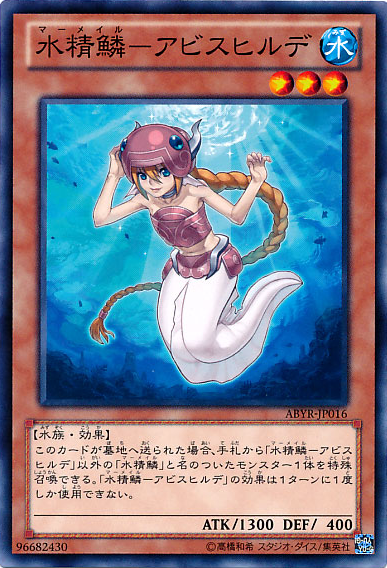 マーメイル
水精鱗－アビスヒルデ
みず
水
ABYR-JP016
【水族・効果】
このカードが墓地へ送られた場合、手札から「水精鱗－アビス
ヒルデ」以外の「水精鱗」と名のついたモンスター1体を特殊
召喚できる。「水精鱗－アビスヒルデ」の効果は1ターンに1度
しか使用できない。
ATK/1300 DEF/ 400
96682430
©高橋和希 スタジオ・ダイス/集英社